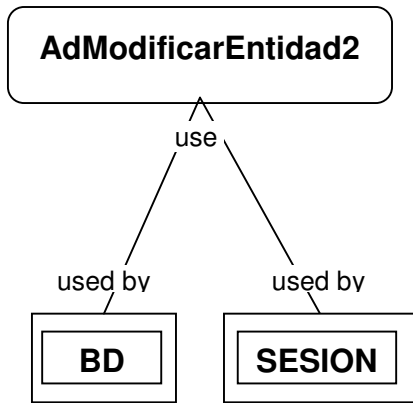 AdModificarEntidad2
use
used by
used by
BD
SESION